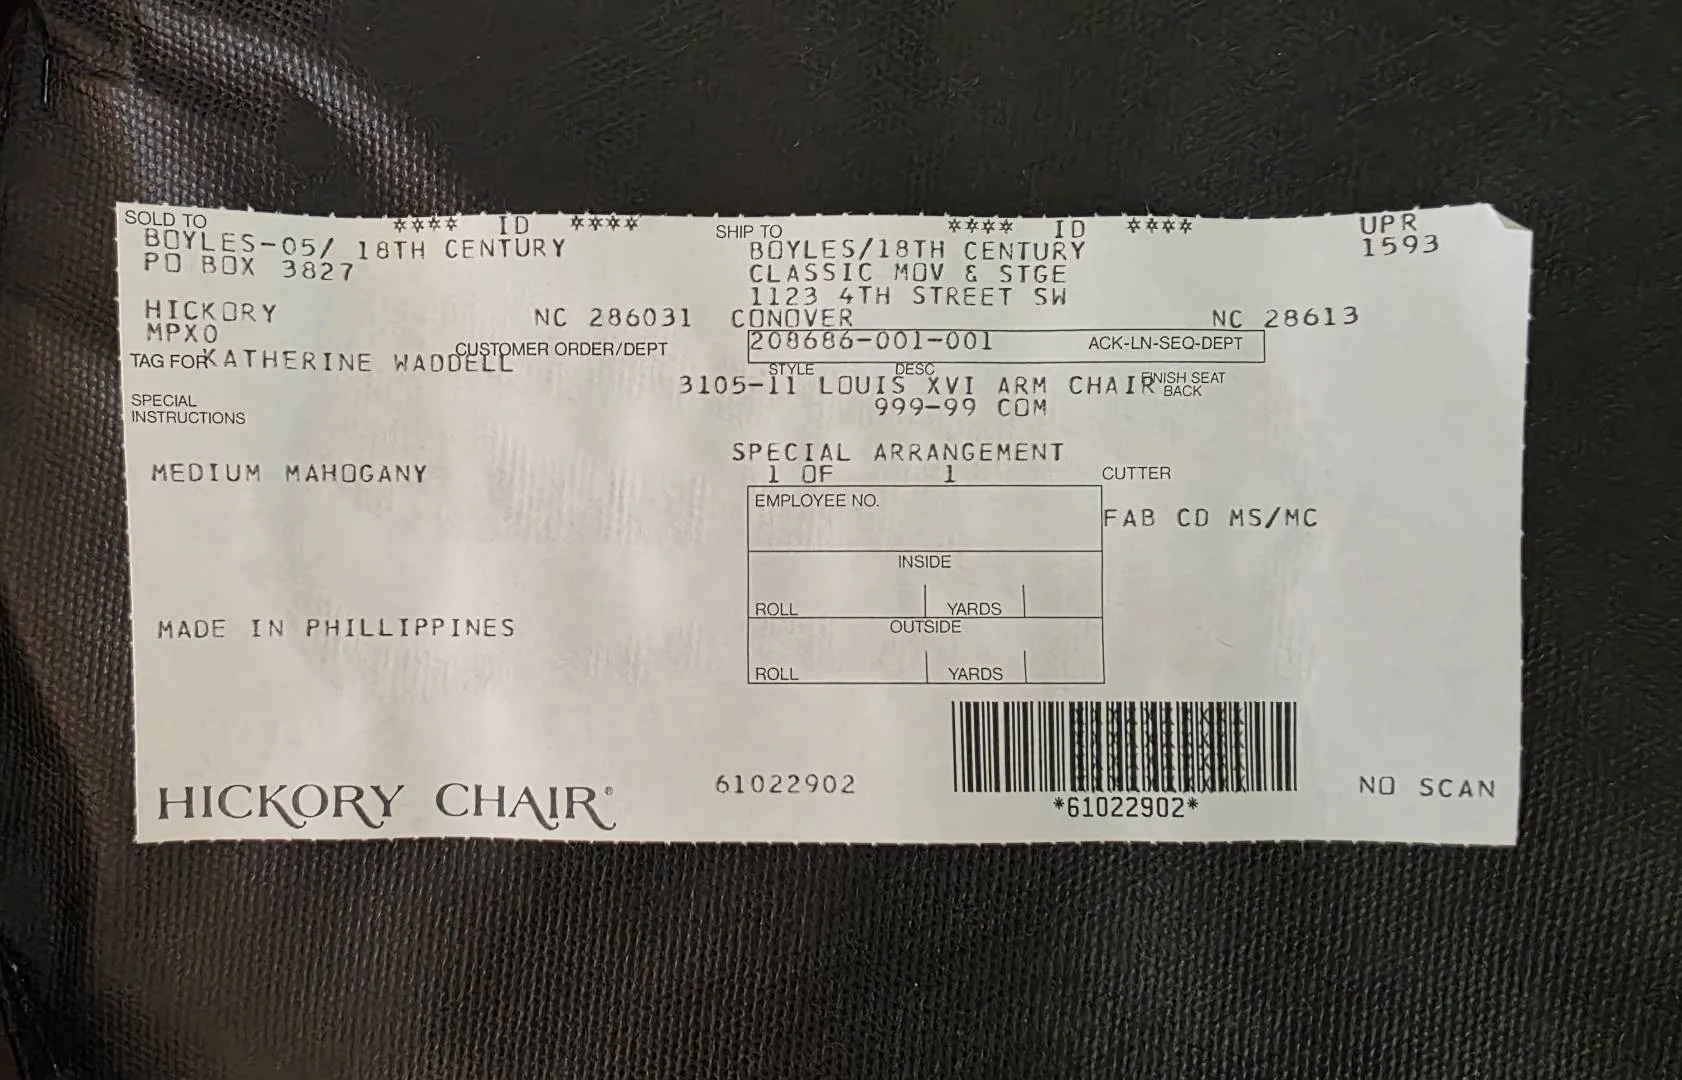 SOLD TO **** ID ****
BOYLES-05/ 18TH CENTURY
PO BOX 3827
HICKORY NC 286031
MPXO
TAG FOR KATHERINE WADDELL CUSTOMER ORDER/DEPT
SPECIAL
INSTRUCTIONS
MEDIUM MAHOGANY
MADE IN PHILLIPPINES
HICKORY CHAIR®
SHIP TO **** ID ****
BOYLES/18TH CENTURY
CLASSIC MOV & STGE
1123 4TH STREET SW
CONOVER NC 28613
UPR
1593
208686-001-001 ACK-LN-SEQ-DEPT
STYLE DESC
3105-11 LOUIS XVI ARM CHAIR FINISH SEAT
BACK
999-99 COM
SPECIAL ARRANGEMENT
1 OF 1
CUTTER
EMPLOYEE NO.
FAB CD MS/MC
INSIDE
ROLL YARDS
OUTSIDE
ROLL YARDS
61022902
*61022902*
NO SCAN